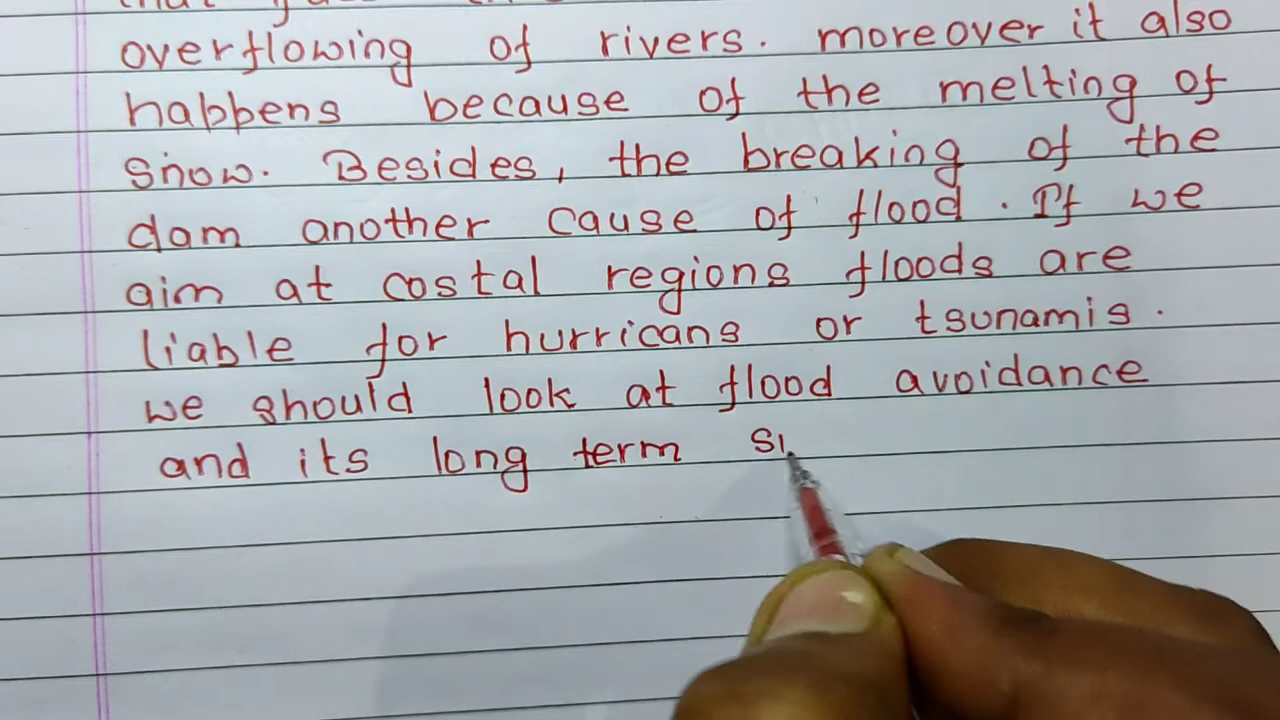 overflowing of rivers. moreover it also
happens because of the melting of
snow. Besides, the breaking of the
dam another cause of flood. If we
aim at costal regions floods are
liable for hurricans or tsunamis.
we should look at flood avoidance
and its long term